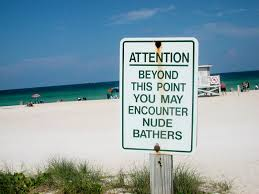 ATTENTION
BEYOND
THIS POINT
YOU MAY
ENCOUNTER
NUDE
BATHERS